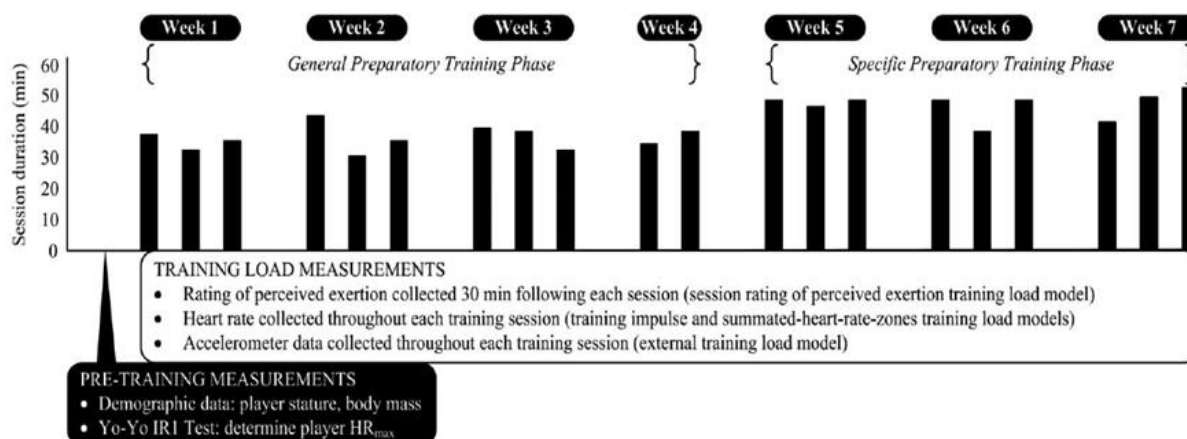 Week 1 Week 2 Week 3 Week 4 Week 5 Week 6 Week 7
General Preparatory Training Phase Specific Preparatory Training Phase
Session duration (min)
60
50
40
30
20
10
0
TRAINING LOAD MEASUREMENTS
• Rating of perceived exertion collected 30 min following each session (session rating of perceived exertion training load model)
• Heart rate collected throughout each training session (training impulse and summated-heart-rate-zones training load models)
• Accelerometer data collected throughout each training session (external training load model)
PRE-TRAINING MEASUREMENTS
• Demographic data: player stature, body mass
• Yo-Yo IR1 Test: determine player HRmax